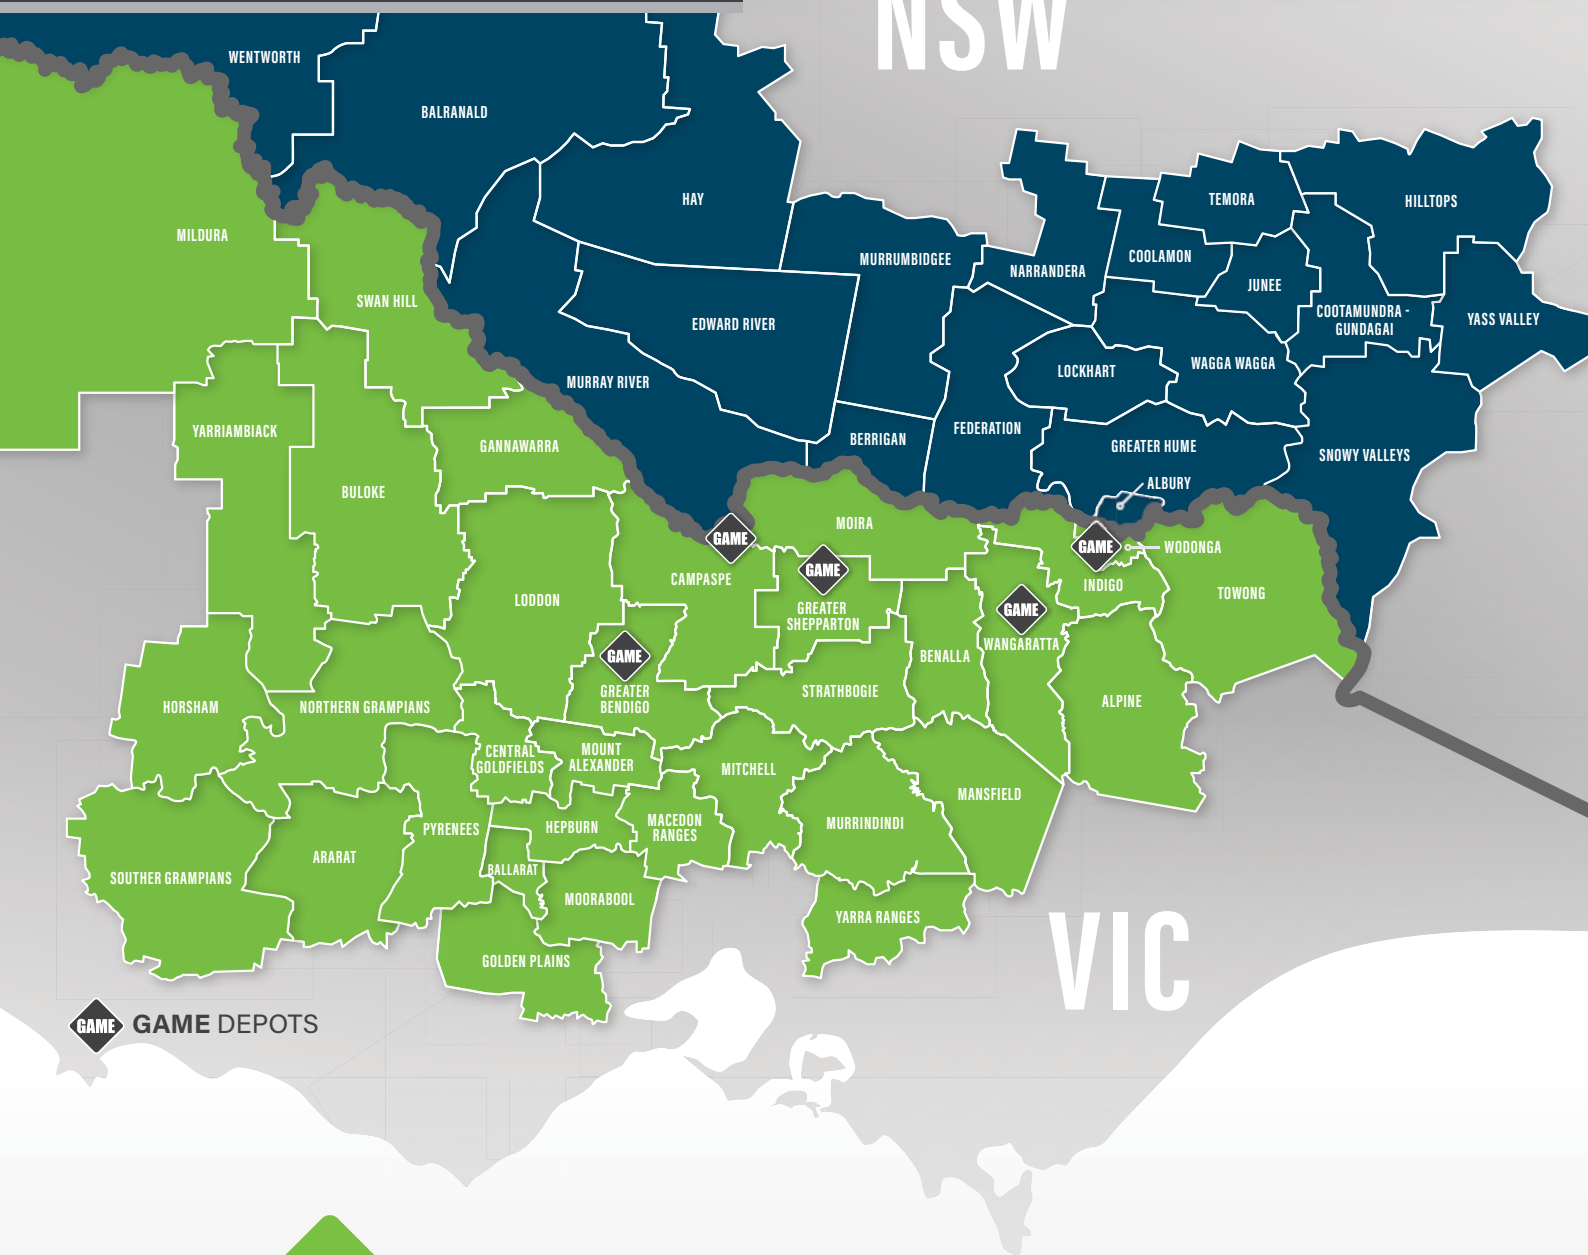 NSW
WENTWORTH
BALRANALD
HAY
TEMORA
HILLTOPS
MILDURA
MURRUMBIDGEE
NARRANDERA
COOLAMON
JUNEE
SWAN HILL
EDWARD RIVER
COOTAMUNDRA -
GUNDAGAI
YASS VALLEY
MURRAY RIVER
LOCKHART
WAGGA WAGGA
YARRIAMBIACK
GANNAWARRA
BERRIGAN
FEDERATION
GREATER HUME
SNOWY VALLEYS
BULOKE
ALBURY
MOIRA
GAME
GAME
WODONGA
GAME
CAMPASPE
INDIGO
TOWONG
LODDON
GREATER
SHEPPARTON
GAME
WANGARATTA
GAME
BENALLA
GREATER
BENDIGO
STRATHBOGIE
ALPINE
HORSHAM
NORTHERN GRAMPIANS
CENTRAL
GOLDFIELDS
MOUNT
ALEXANDER
MITCHELL
MANSFIELD
PYRENEES
HEPBURN
MACEDON
RANGES
MURRINDINDI
ARARAT
SOUTHER GRAMPIANS
BALLARAT
MOORABOOL
YARRA RANGES
GOLDEN PLAINS
VIC
GAME
GAME DEPOTS